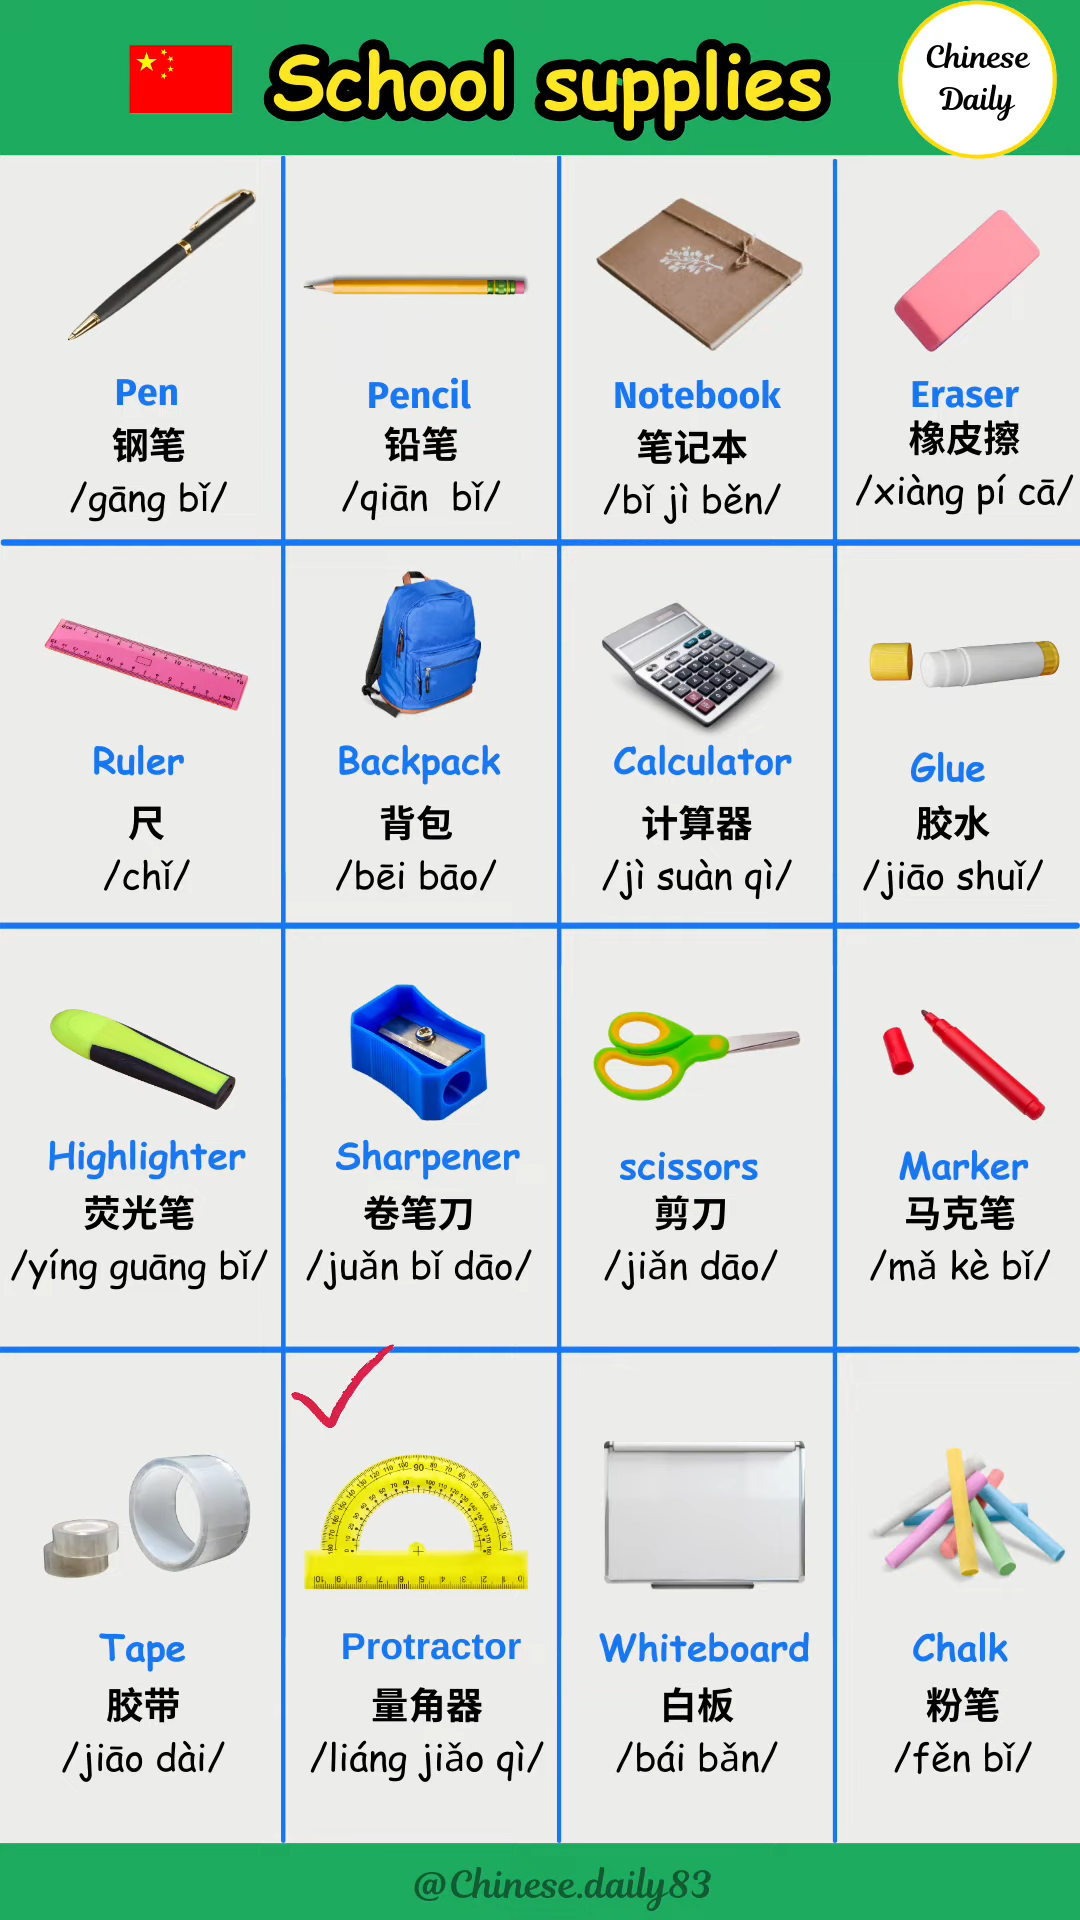 School supplies
Chinese
Daily
Pen
钢笔
/gāng bǐ/
Pencil
铅笔
/qiān bǐ/
Notebook
笔记本
/bǐ jì běn/
Eraser
橡皮擦
/xiàng pí cā/
Ruler
尺
/chǐ/
Backpack
背包
/bēi bāo/
Calculator
计算器
/jì suàn qì/
Glue
胶水
/jiāo shuǐ/
Highlighter
荧光笔
/yíng guāng bǐ/
Sharpener
卷笔刀
/juǎn bǐ dāo/
scissors
剪刀
/jiǎn dāo/
Marker
马克笔
/mǎ kè bǐ/
Tape
胶带
/jiāo dài/
Protractor
量角器
/liáng jiǎo qì/
Whiteboard
白板
/bái bǎn/
Chalk
粉笔
/fěn bǐ/
@Chinese.daily83